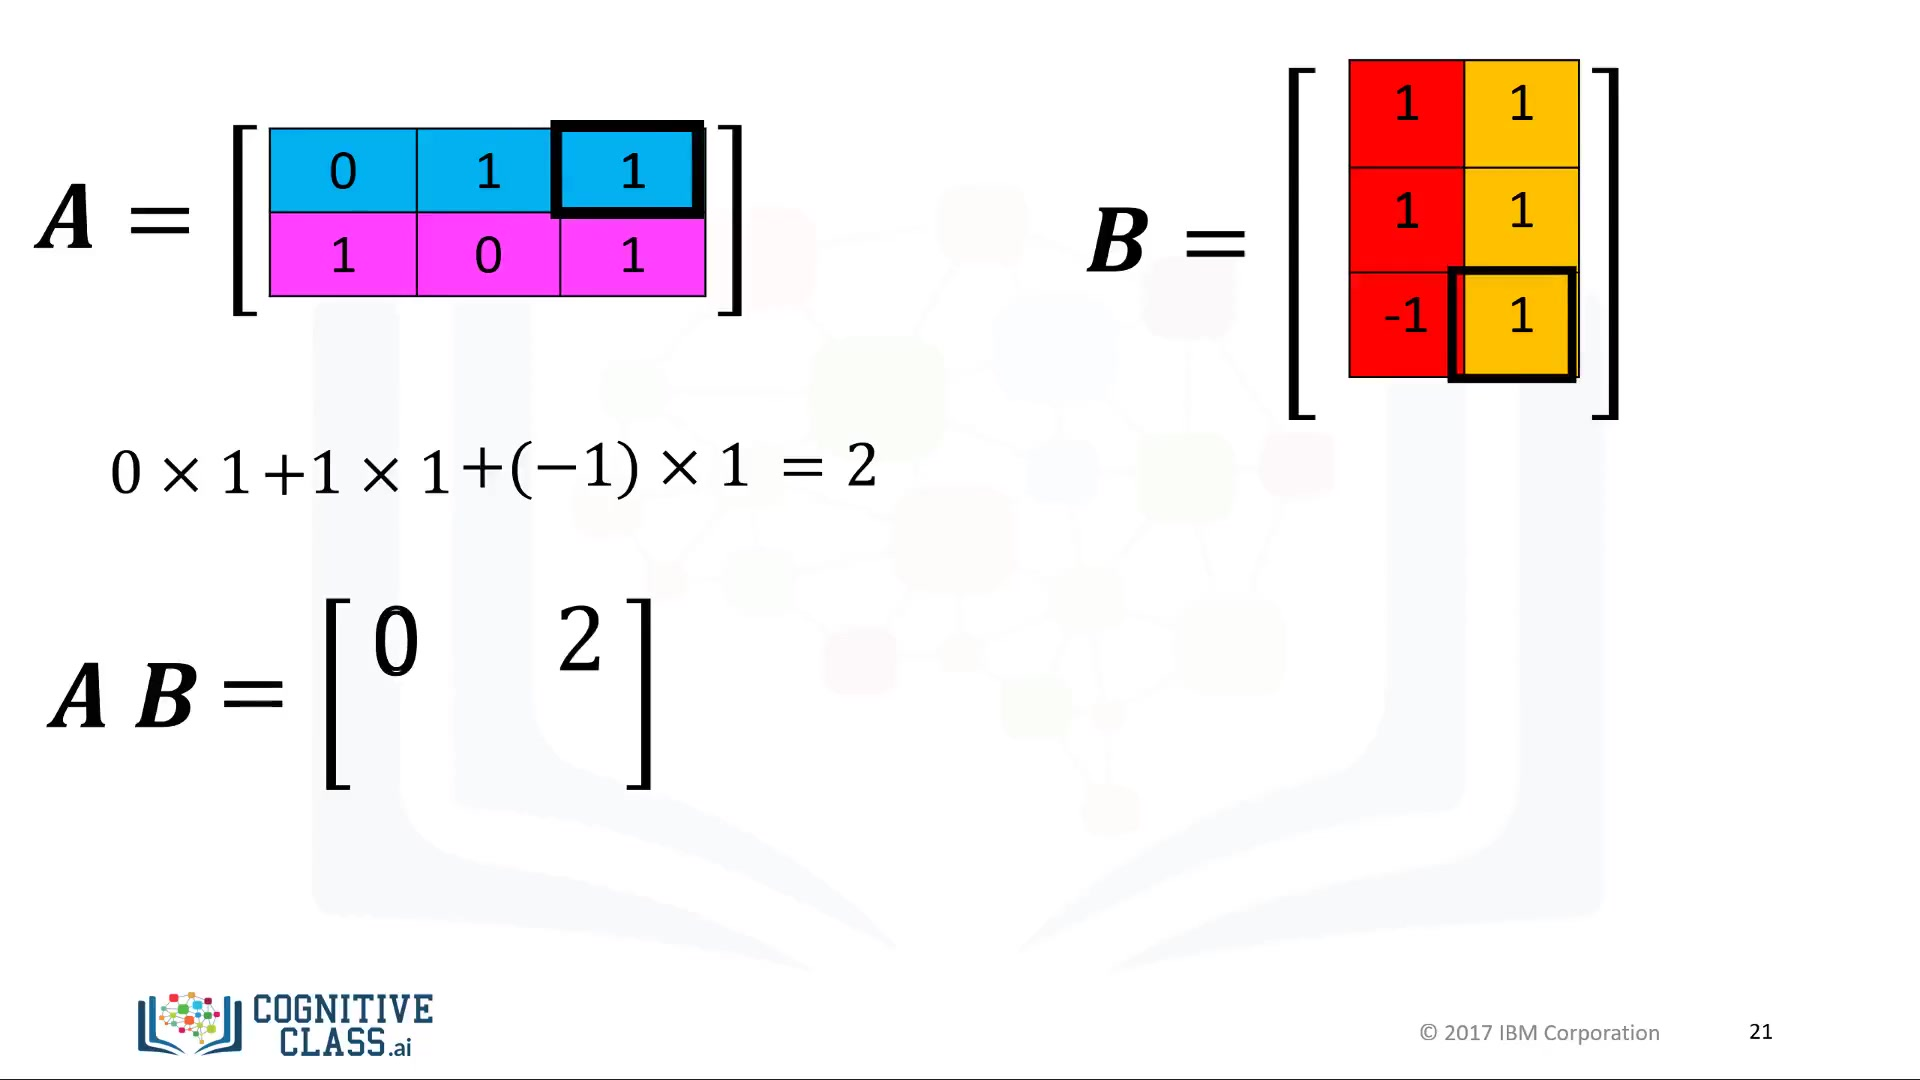 A = [ 0 1 1
1 0 1 ]
B = [ 1 1
1 1
-1 1 ]
0 × 1+1 × 1+(−1) × 1 = 2
A B = [ 0 2 ]
COGNITIVE
CLASS.ai
© 2017 IBM Corporation 21